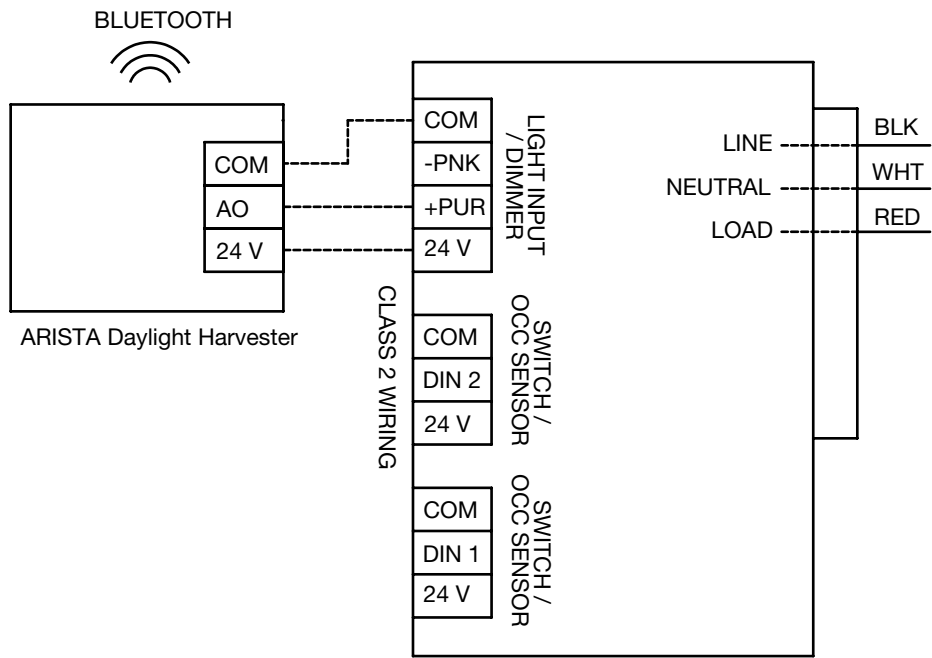 BLUETOOTH
COM
AO
24 V
ARISTA Daylight Harvester
COM
-PNK
+PUR
24 V
LIGHT INPUT
/ DIMMER
CLASS 2 WIRING
COM
DIN 2
24 V
SWITCH /
OCC SENSOR
COM
DIN 1
24 V
SWITCH /
OCC SENSOR
LINE
BLK
NEUTRAL
WHT
LOAD
RED